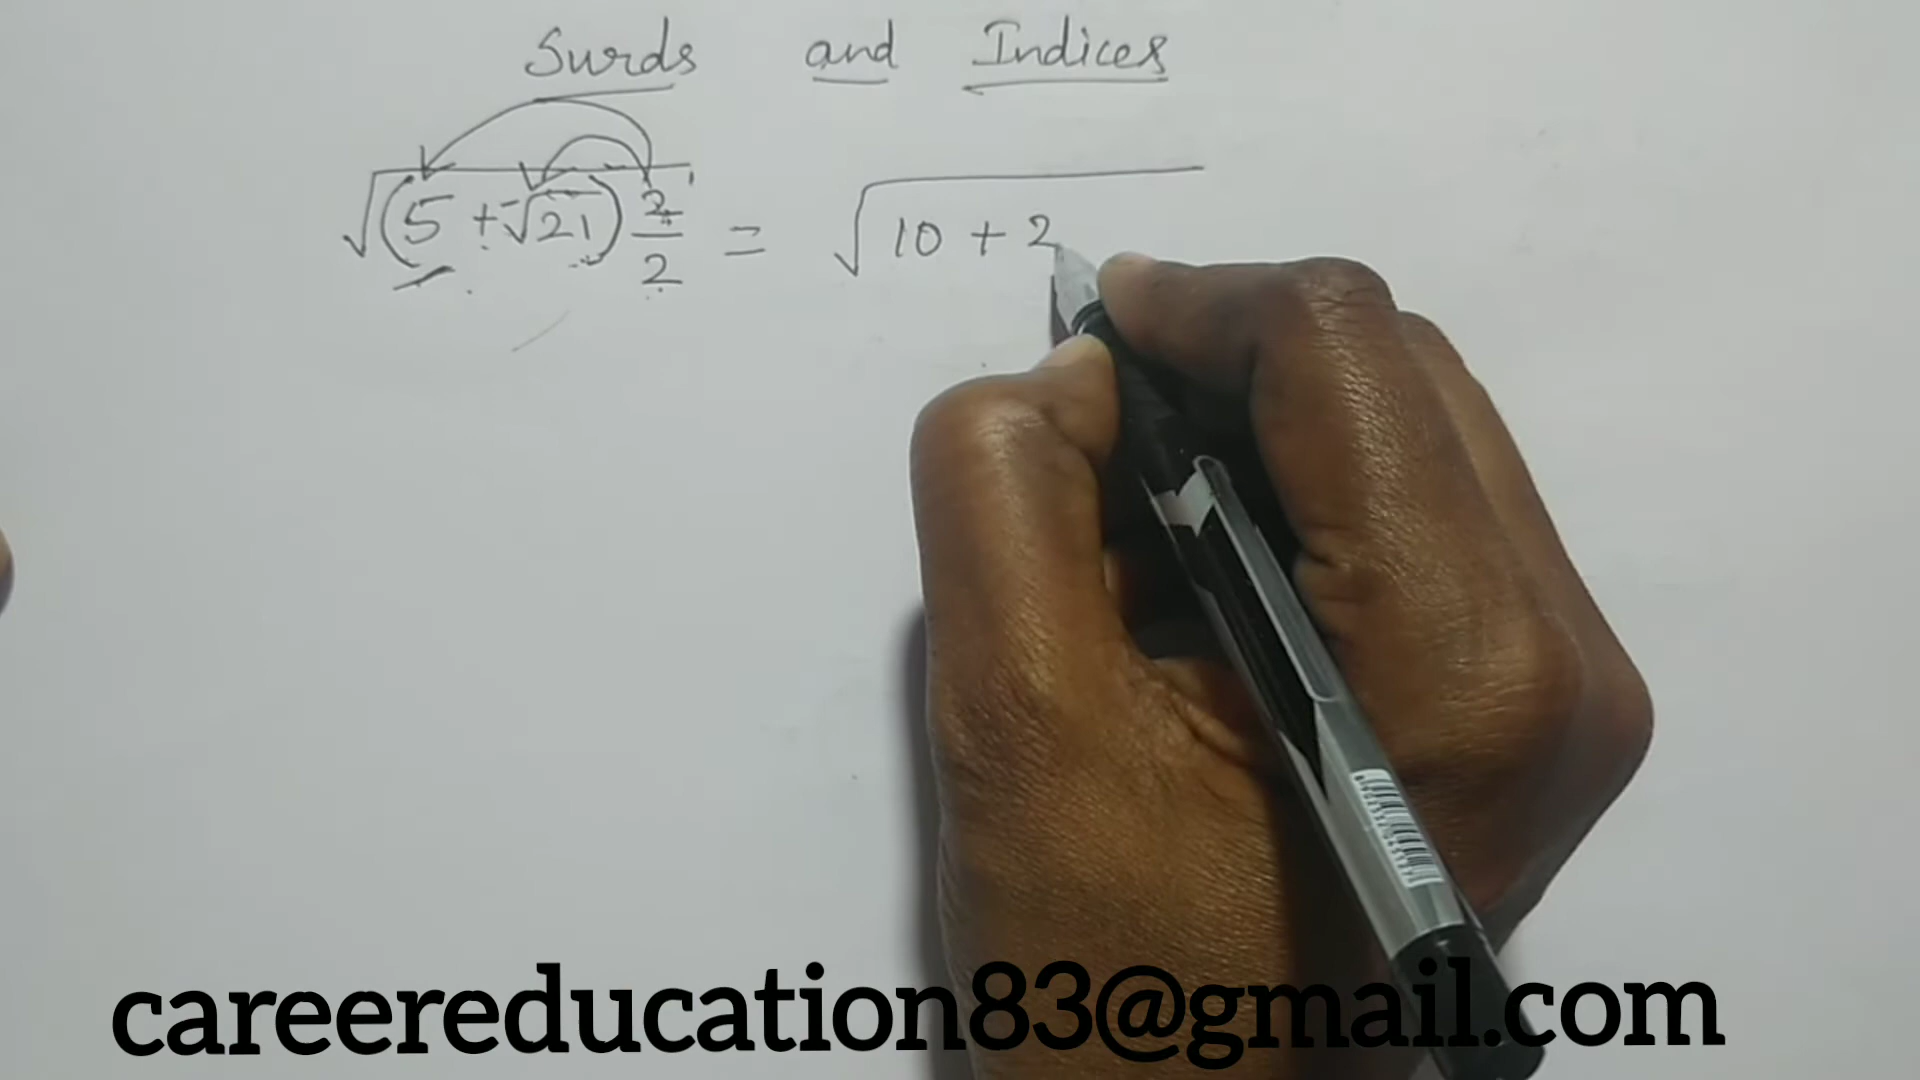 Surds and Indices
√(5 + √21) 2/2 = √10 + 2
careereducation83@gmail.com